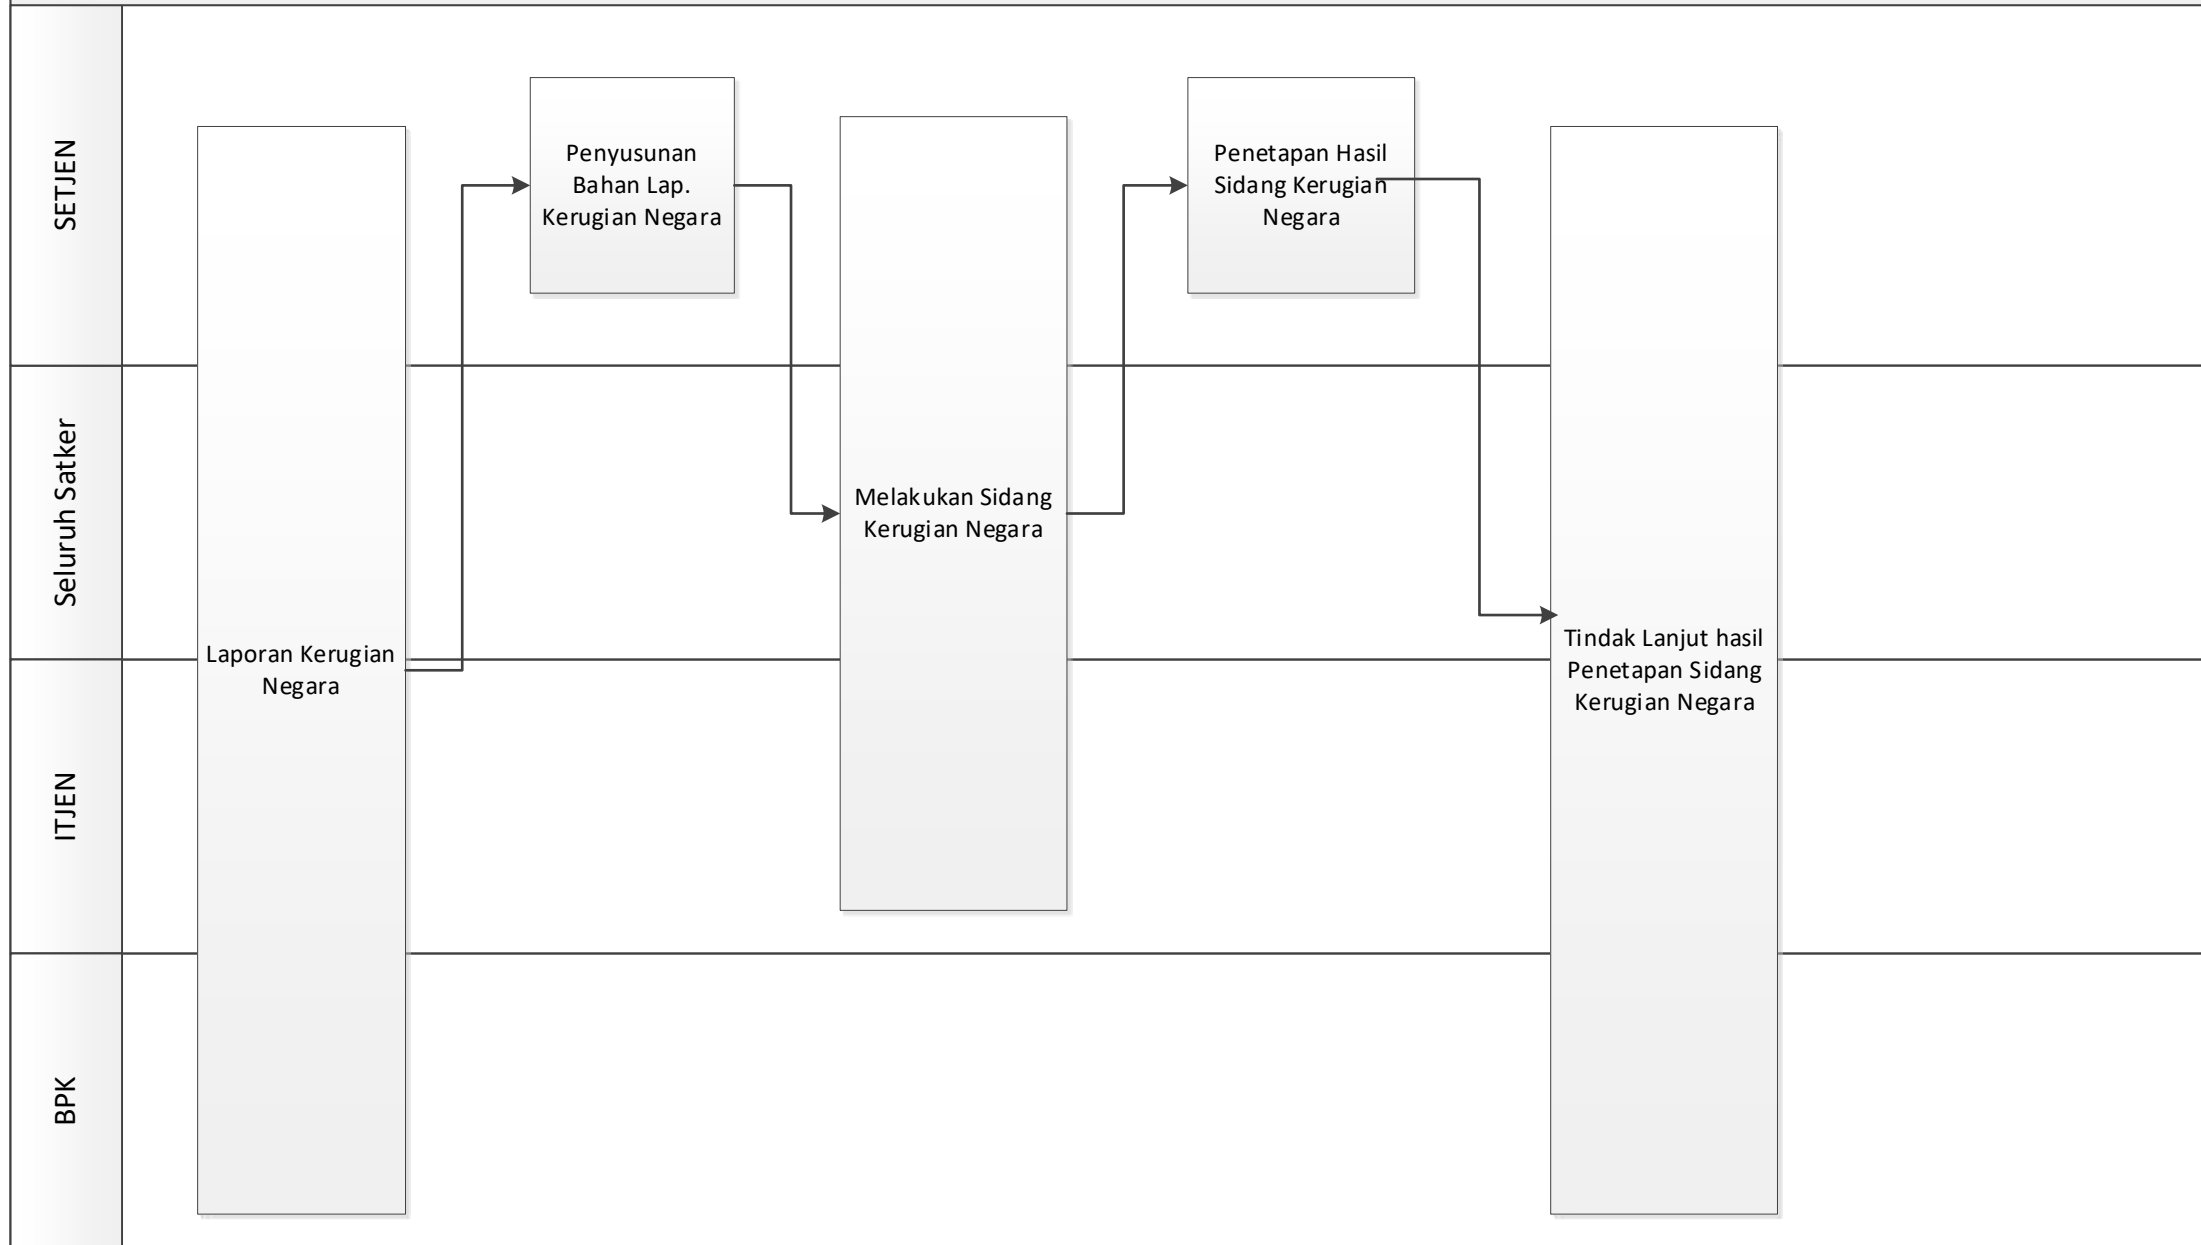 SETJEN
Seluruh Satker
ITJEN
BPK
Laporan Kerugian
Negara
Penyusunan
Bahan Lap.
Kerugian Negara
Melakukan Sidang
Kerugian Negara
Penetapan Hasil
Sidang Kerugian
Negara
Tindak Lanjut hasil
Penetapan Sidang
Kerugian Negara